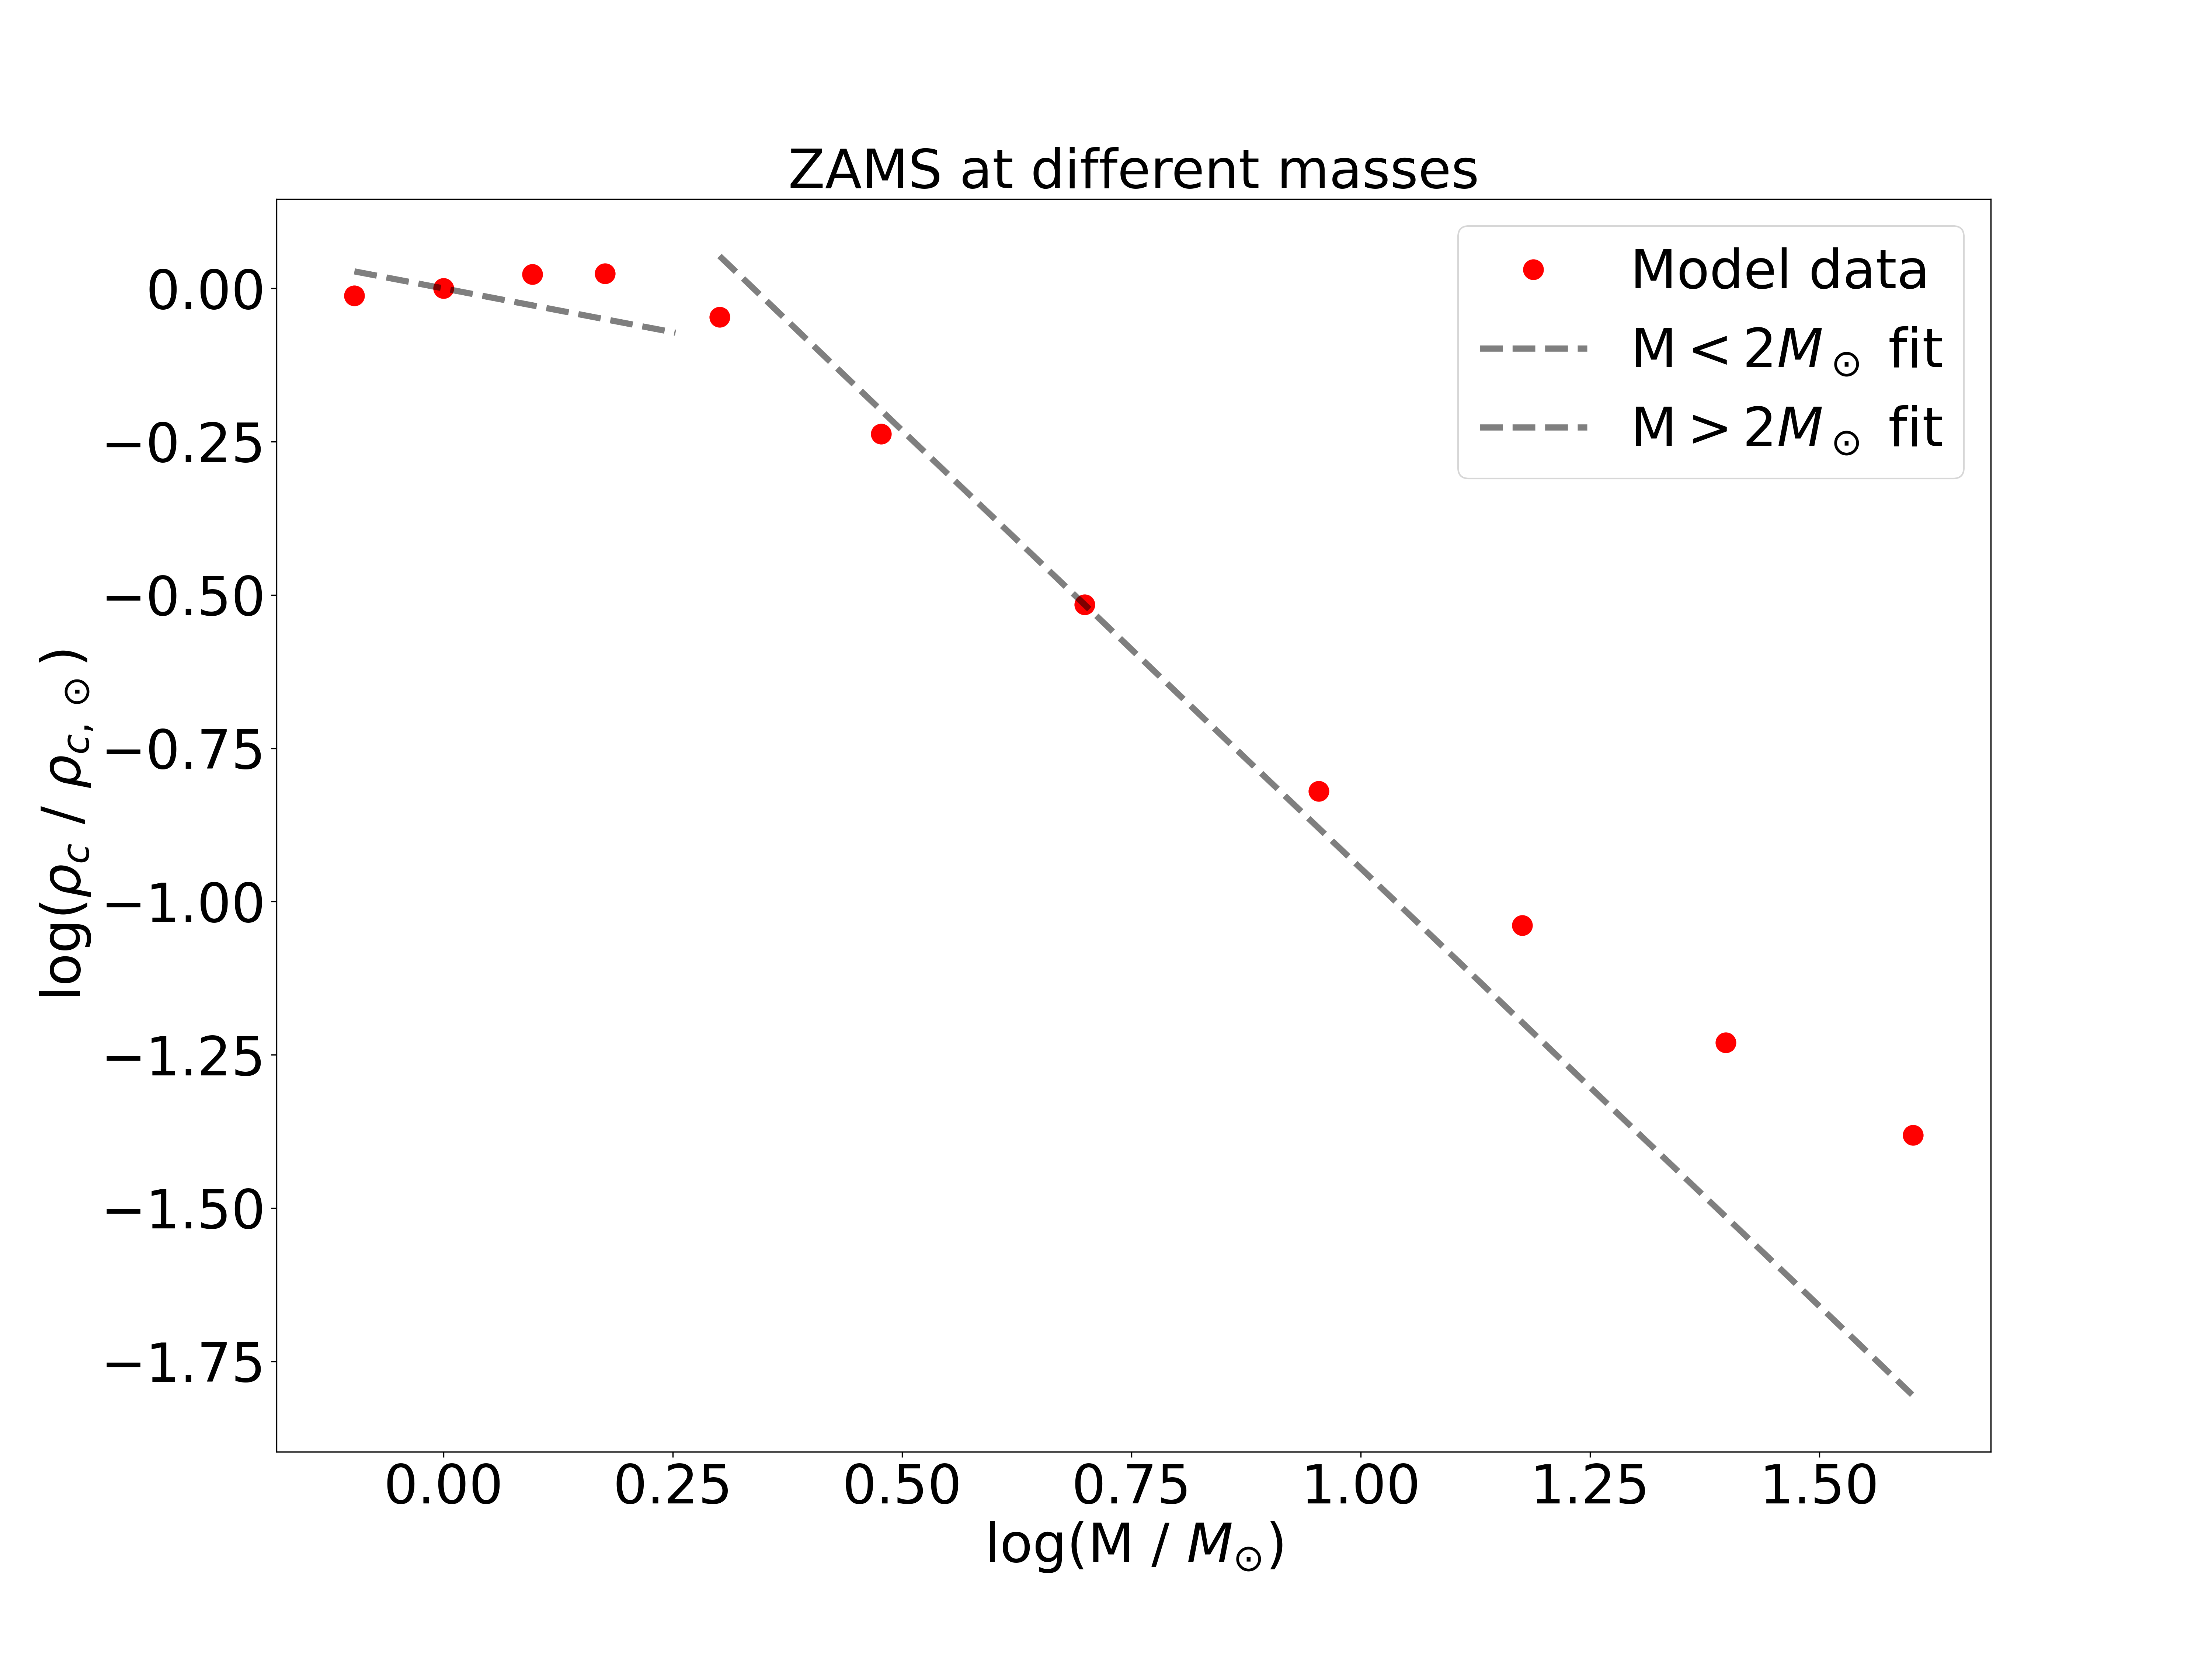 ZAMS at different masses
Model data
M < 2M⊙ fit
M > 2M⊙ fit
log(ρc / ρc, ⊙)
0.00
−0.25
−0.50
−0.75
−1.00
−1.25
−1.50
−1.75
0.00 0.25 0.50 0.75 1.00 1.25 1.50
log(M / M⊙)